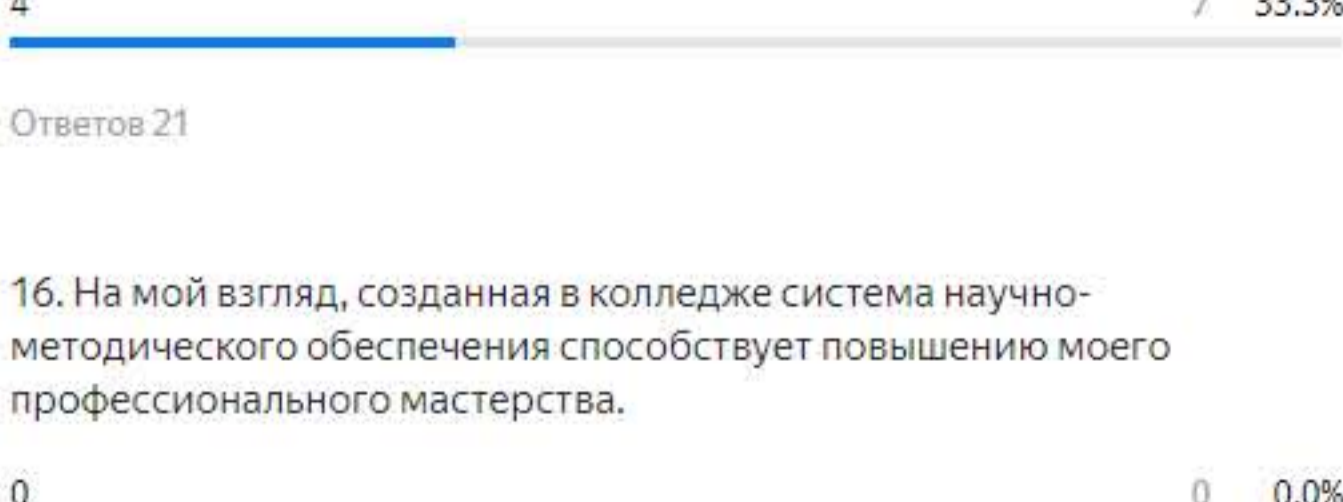 4 7 33.3%
Ответов 21
16. На мой взгляд, созданная в колледже система научно-
методического обеспечения способствует повышению моего
профессионального мастерства.
0 0 0.0%